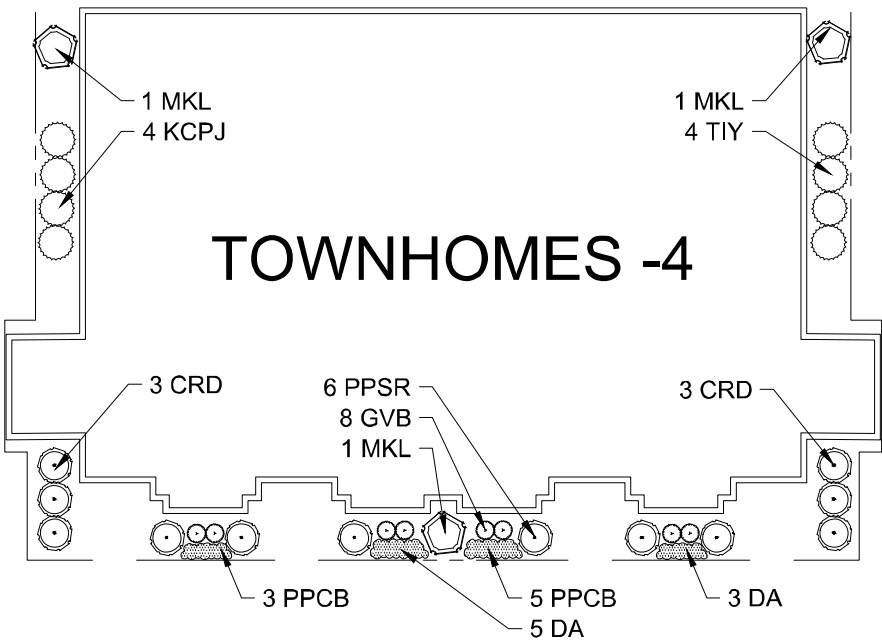 1 MKL
4 KCPJ
1 MKL
4 TIY
TOWNHOMES -4
3 CRD
6 PPSR
8 GVB
1 MKL
3 CRD
3 PPCB
5 PPCB
5 DA
3 DA